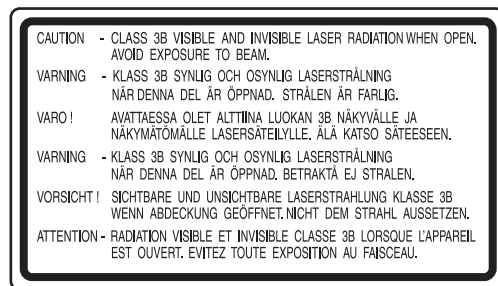 CAUTION - CLASS 3B VISIBLE AND INVISIBLE LASER RADIATION WHEN OPEN.
AVOID EXPOSURE TO BEAM.
VARNING - KLASS 3B SYNLIG OCH OSYNLIG LASERSTRÅLNING
NÄR DENNA DEL ÄR ÖPPNAD. STRÅLEN ÄR FARLIG.
VARO ! AVATTAESSA OLET ALTTIINA LUOKAN 3B NÄKYVÄLLE JA
NÄKYMÄTÖMÄLLE LASERSÄTEILYLLE. ÄLÄ KATSO SÄTEESEEN.
VARNING - KLASS 3B SYNLIG OCH OSYNLIG LASERSTRÅLNING
NÄR DENNA DEL ÄR ÖPPNAD. BETRAKTÅ EJ STRALEN.
VORSICHT ! SICHTBARE UND UNSICHTBARE LASERSTRAHLUNG KLASSE 3B
WENN ABDECKUNG GEÖFFNET. NICHT DEM STRAHL AUSSETZEN.
ATTENTION - RADIATION VISIBLE ET INVISIBLE CLASSE 3B LORSQUE L'APPAREIL
EST OUVERT. EVITEZ TOUTE EXPOSITION AU FAISCEAU.